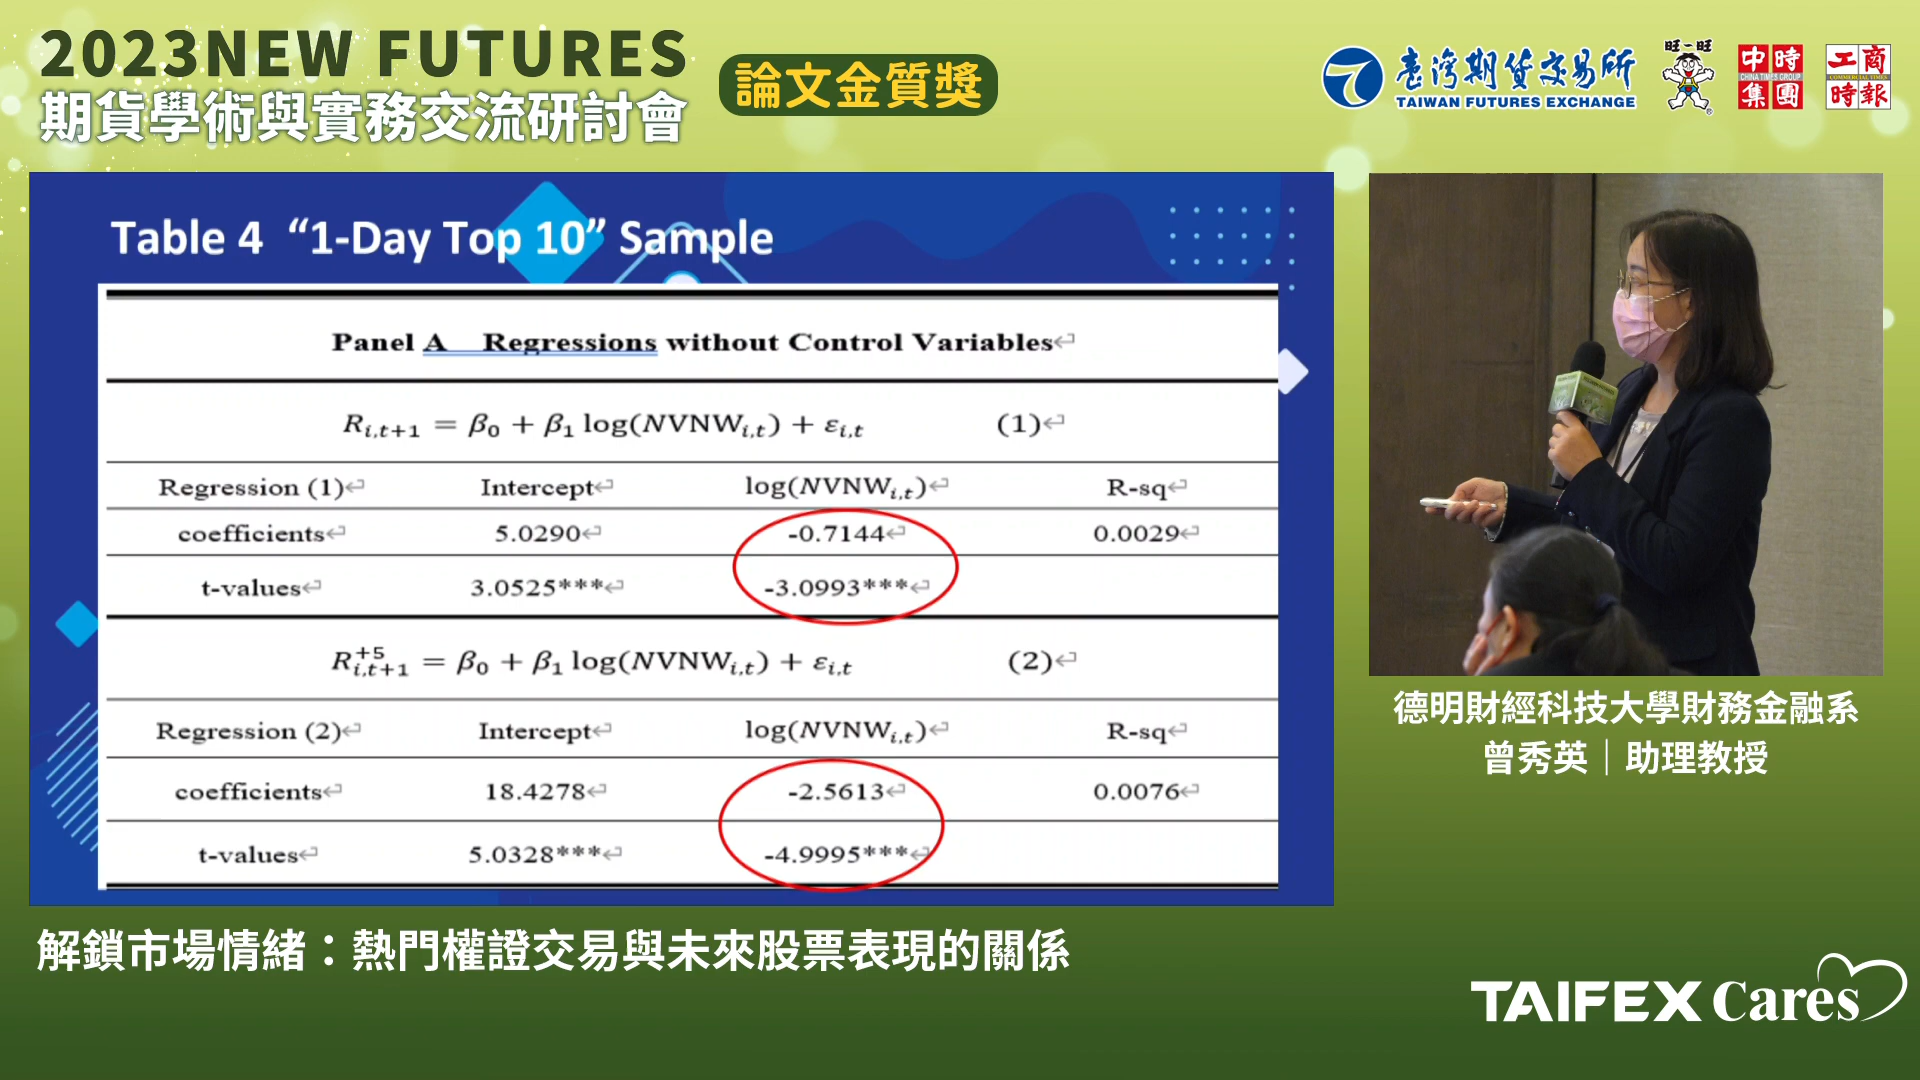 2023NEW FUTURES
期貨學術與實務交流研討會
論文金質獎
臺灣期貨交易所
TAIWAN FUTURES EXCHANGE
旺旺
中時
CHINA TIMES GROUP
集團
工商
COMMERCIAL TIMES
時報
Table 4 “1-Day Top 10” Sample
Panel A Regressions without Control Variables↵
R_{i,t+1} = β_0 + β_1 log(NVNW_{i,t}) + ε_{i,t} (1)↵
Regression (1)↵ Intercept↵ log(NVNW_{i,t})↵ R-sq↵
coefficients↵ 5.0290↵ -0.7144↵ 0.0029↵
t-values↵ 3.0525***↵ -3.0993***↵
R^{+5}_{i,t+1} = β_0 + β_1 log(NVNW_{i,t}) + ε_{i,t} (2)↵
Regression (2)↵ Intercept↵ log(NVNW_{i,t})↵ R-sq↵
coefficients↵ 18.4278↵ -2.5613↵ 0.0076↵
t-values↵ 5.0328***↵ -4.9995***↵
德明財經科技大學財務金融系
曾秀英｜助理教授
解鎖市場情緒：熱門權證交易與未來股票表現的關係
TAIFEX Cares